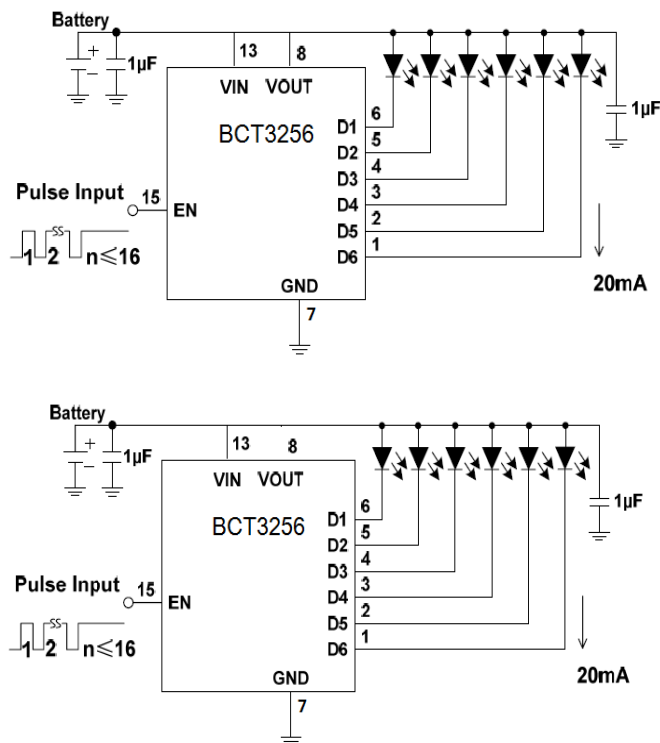 Battery
+
−
1µF
13
8
VIN
VOUT
BCT3256
6
D1
5
D2
4
D3
3
D4
2
D5
1
D6
1µF
Pulse Input
15
EN
1 2 n≤16
GND
7
20mA
Battery
+
−
1µF
13
8
VIN
VOUT
BCT3256
6
D1
5
D2
4
D3
3
D4
2
D5
1
D6
1µF
Pulse Input
15
EN
1 2 n≤16
GND
7
20mA